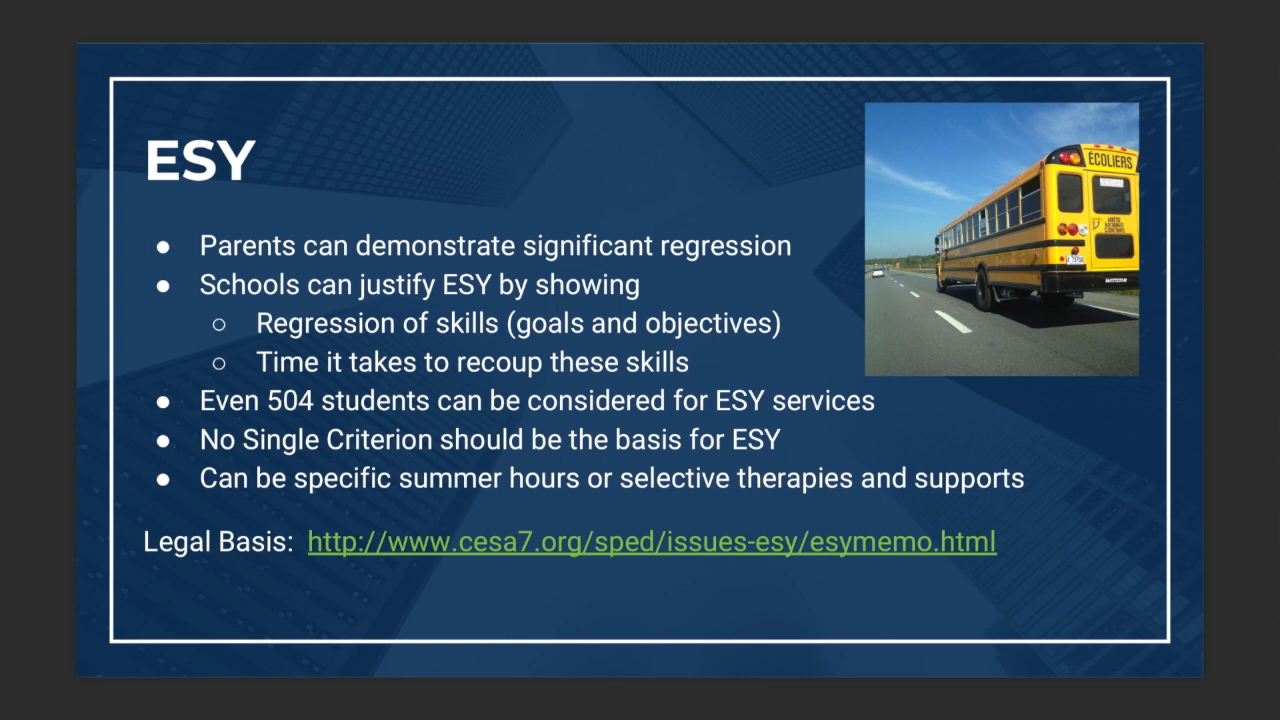 ESY
● Parents can demonstrate significant regression
● Schools can justify ESY by showing
○ Regression of skills (goals and objectives)
○ Time it takes to recoup these skills
● Even 504 students can be considered for ESY services
● No Single Criterion should be the basis for ESY
● Can be specific summer hours or selective therapies and supports
Legal Basis: http://www.cesa7.org/sped/issues-esy/esymemo.html
ÉCOLIERS